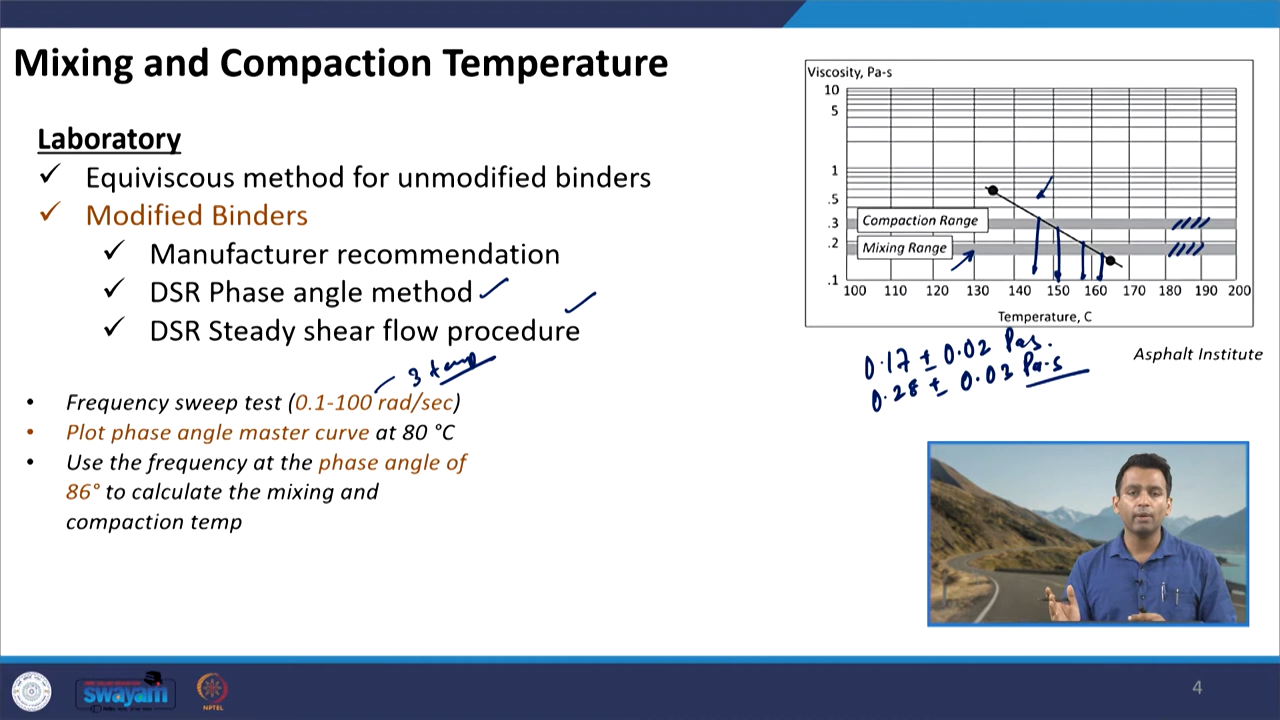 Mixing and Compaction Temperature
Laboratory
✓ Equiviscous method for unmodified binders
✓ Modified Binders
✓ Manufacturer recommendation
✓ DSR Phase angle method
✓ DSR Steady shear flow procedure
3 temp
• Frequency sweep test (0.1-100 rad/sec)
• Plot phase angle master curve at 80 °C
• Use the frequency at the phase angle of
86° to calculate the mixing and
compaction temp
Viscosity, Pa-s
10
5
1
.5
.3
.2
.1
Compaction Range
Mixing Range
100 110 120 130 140 150 160 170 180 190 200
Temperature, C
0.17 ± 0.02 Pas.
0.28 ± 0.03 Pa-s
Asphalt Institute
swayam
NPTEL
4